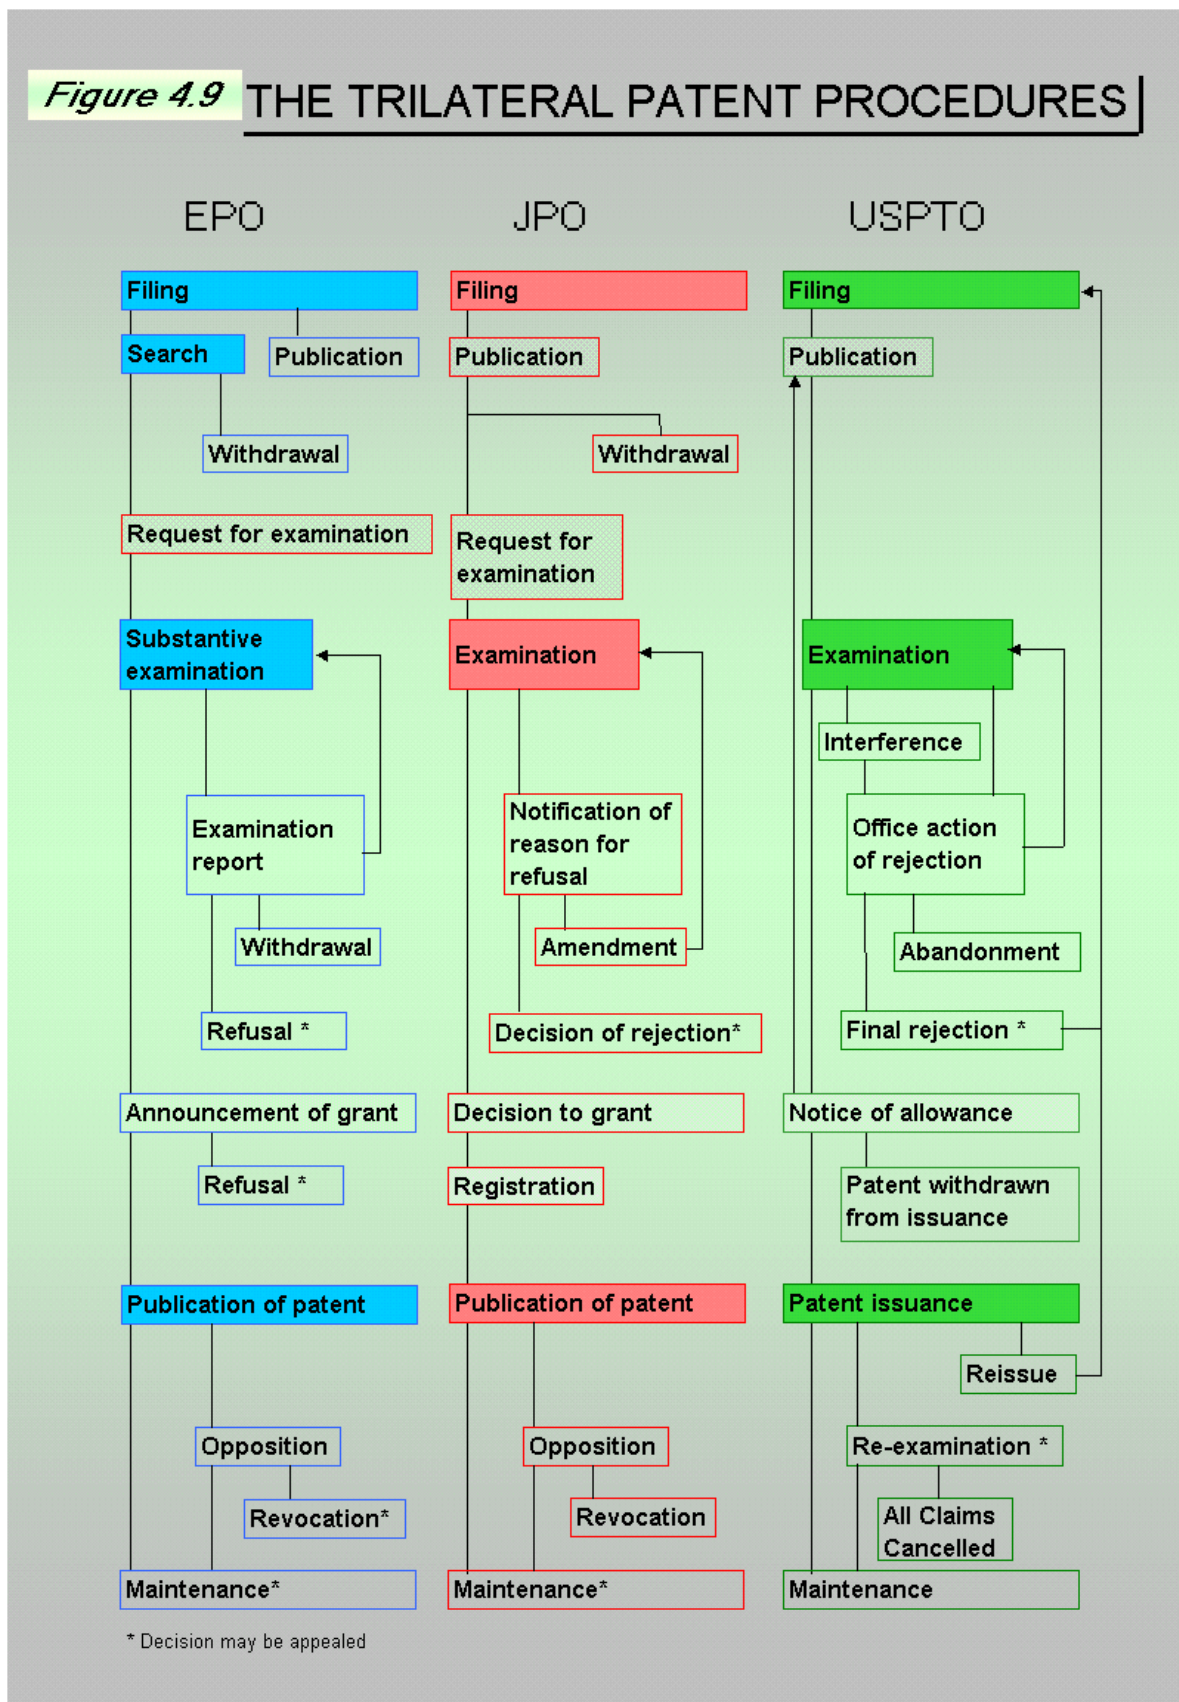 Figure 4.9 THE TRILATERAL PATENT PROCEDURES
EPO
Filing
Search
Publication
Withdrawal
Request for examination
Substantive
examination
Examination
report
Withdrawal
Refusal *
Announcement of grant
Refusal *
Publication of patent
Opposition
Revocation*
Maintenance*
JPO
Filing
Publication
Withdrawal
Request for
examination
Examination
Notification of
reason for
refusal
Amendment
Decision of rejection*
Decision to grant
Registration
Publication of patent
Opposition
Revocation
Maintenance*
USPTO
Filing
Publication
Examination
Interference
Office action
of rejection
Abandonment
Final rejection *
Notice of allowance
Patent withdrawn
from issuance
Patent issuance
Reissue
Re-examination *
All Claims
Cancelled
Maintenance
* Decision may be appealed